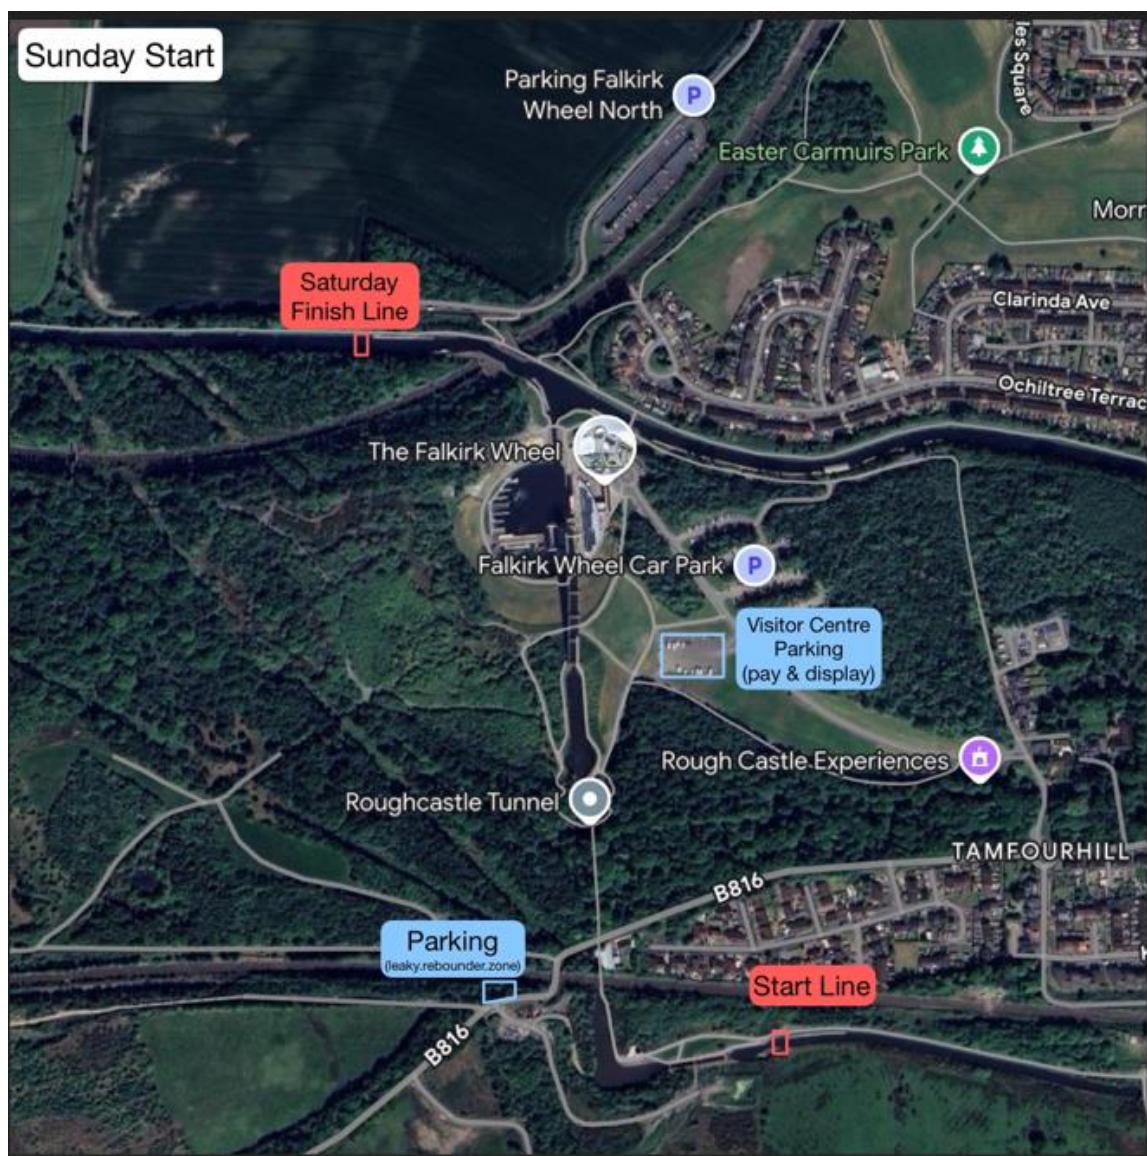 Sunday Start
les Square
Parking Falkirk
Wheel North
P
Easter Carmuirs Park
Morr
Saturday
Finish Line
Clarinda Ave
Ochiltree Terrac
The Falkirk Wheel
Falkirk Wheel Car Park
P
Visitor Centre
Parking
(pay & display)
Rough Castle Experiences
Roughcastle Tunnel
TAMFOURHILL
B816
Parking
(leaky.rebounder.zone)
K
Start Line
B816